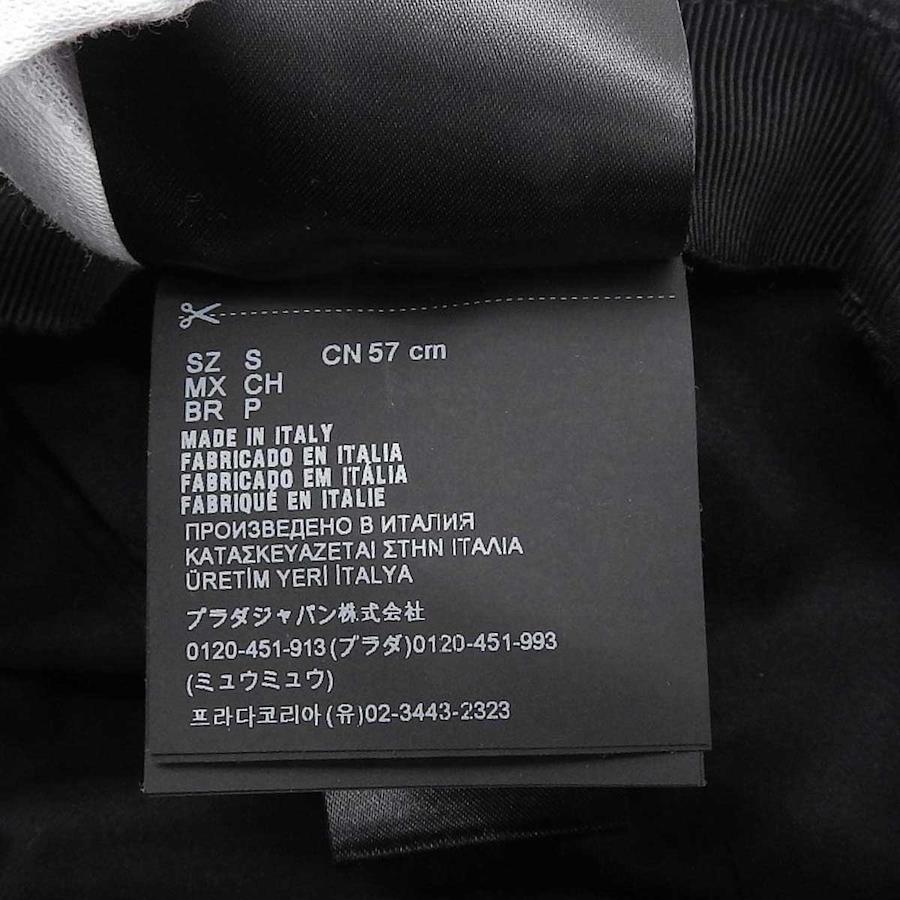 SZ S CN 57 cm
MX CH
BR P
MADE IN ITALY
FABRICADO EN ITALIA
FABRICADO EM ITÁLIA
FABRIQUÉ EN ITALIE
ПРОИЗВЕДЕНО В ИТАЛИЯ
ΚΑΤΑΣΚΕΥΑΖΕΤΑΙ ΣΤΗΝ ΙΤΑΛΙΑ
ÜRETİM YERİ İTALYA
プラダジャパン株式会社
0120-451-913(プラダ)0120-451-993
(ミュウミュウ)
프라다코리아(유)02-3443-2323